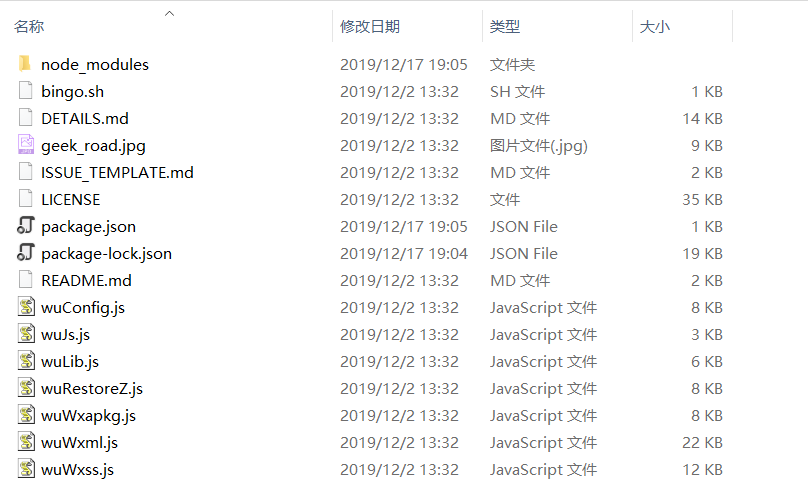 名称 修改日期 类型 大小
node_modules 2019/12/17 19:05 文件夹
bingo.sh 2019/12/2 13:32 SH 文件 1 KB
DETAILS.md 2019/12/2 13:32 MD 文件 14 KB
geek_road.jpg 2019/12/2 13:32 图片文件(.jpg) 9 KB
ISSUE_TEMPLATE.md 2019/12/2 13:32 MD 文件 2 KB
LICENSE 2019/12/2 13:32 文件 35 KB
package.json 2019/12/17 19:05 JSON File 1 KB
package-lock.json 2019/12/17 19:04 JSON File 19 KB
README.md 2019/12/2 13:32 MD 文件 2 KB
wuConfig.js 2019/12/2 13:32 JavaScript 文件 8 KB
wuJs.js 2019/12/2 13:32 JavaScript 文件 3 KB
wuLib.js 2019/12/2 13:32 JavaScript 文件 6 KB
wuRestoreZ.js 2019/12/2 13:32 JavaScript 文件 8 KB
wuWxapkg.js 2019/12/2 13:32 JavaScript 文件 8 KB
wuWxml.js 2019/12/2 13:32 JavaScript 文件 22 KB
wuWxss.js 2019/12/2 13:32 JavaScript 文件 12 KB